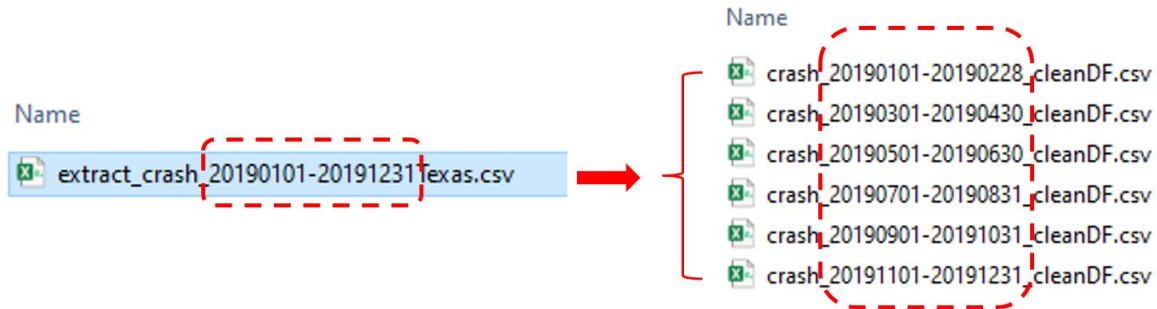 Name
extract_crash_20190101-20191231Texas.csv
Name
crash_20190101-20190228_cleanDF.csv
crash_20190301-20190430_cleanDF.csv
crash_20190501-20190630_cleanDF.csv
crash_20190701-20190831_cleanDF.csv
crash_20190901-20191031_cleanDF.csv
crash_20191101-20191231_cleanDF.csv